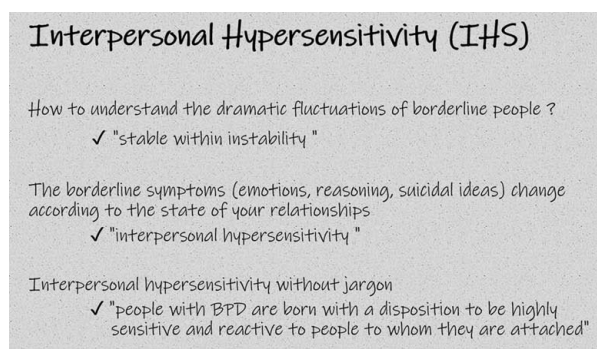 Interpersonal Hypersensitivity (IHS)
How to understand the dramatic fluctuations of borderline people ?
✓ "stable within instability "
The borderline symptoms (emotions, reasoning, suicidal ideas) change
according to the state of your relationships
✓ "interpersonal hypersensitivity "
Interpersonal hypersensitivity without jargon
✓ "people with BPD are born with a disposition to be highly
sensitive and reactive to people to whom they are attached"